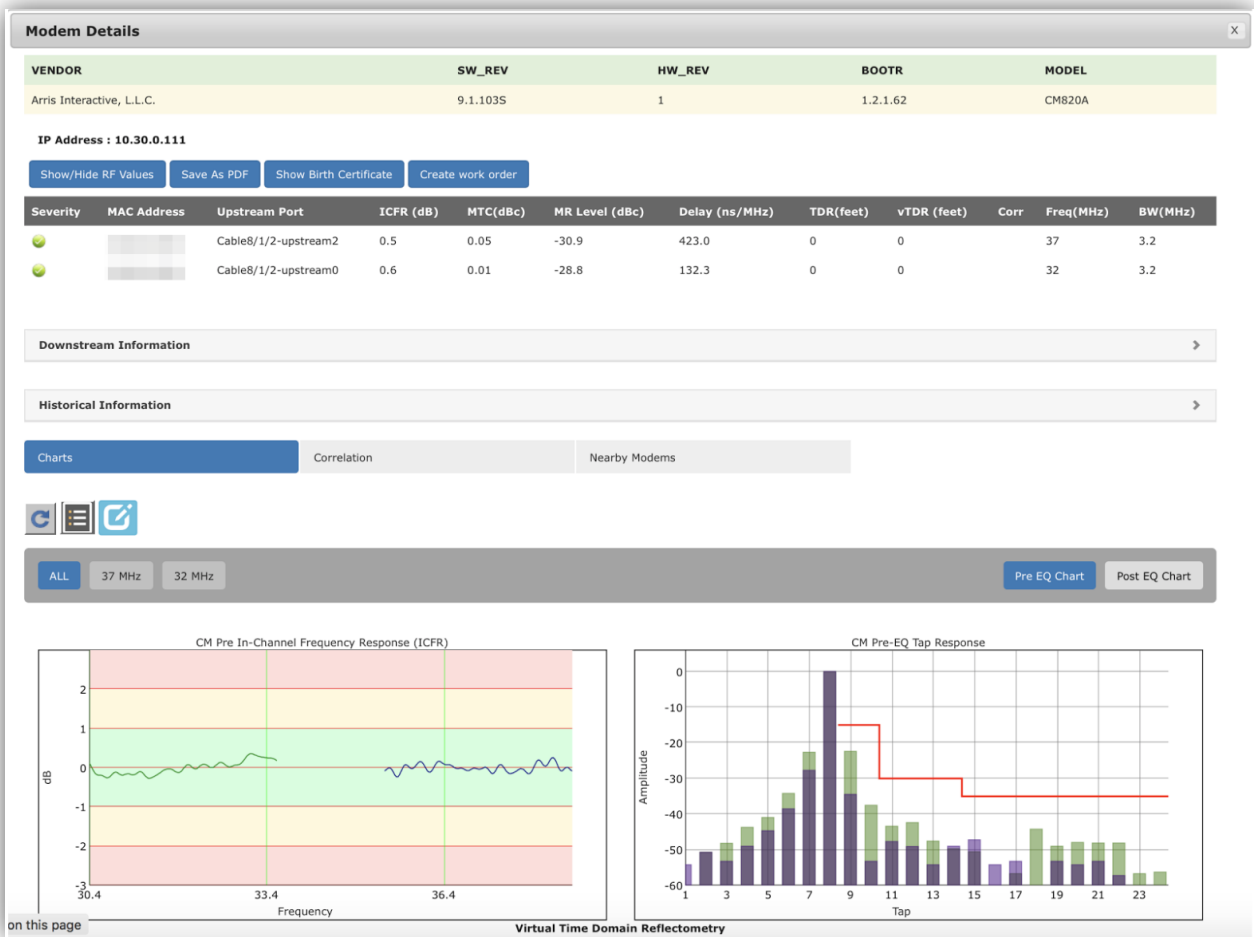 Modem Details X
VENDOR SW_REV HW_REV BOOTR MODEL
Arris Interactive, L.L.C. 9.1.103S 1 1.2.1.62 CM820A
IP Address : 10.30.0.111
Show/Hide RF Values Save As PDF Show Birth Certificate Create work order
Severity MAC Address Upstream Port ICFR (dB) MTC(dBc) MR Level (dBc) Delay (ns/MHz) TDR(feet) vTDR (feet) Corr Freq(MHz) BW(MHz)
Cable8/1/2-upstream2 0.5 0.05 -30.9 423.0 0 0 37 3.2
Cable8/1/2-upstream0 0.6 0.01 -28.8 132.3 0 0 32 3.2
Downstream Information
Historical Information
Charts Correlation Nearby Modems
ALL 37 MHz 32 MHz Pre EQ Chart Post EQ Chart
CM Pre In-Channel Frequency Response (ICFR)
2
1
0
-1
-2
-3
dB
30.4 33.4 36.4
Frequency
CM Pre-EQ Tap Response
0
-10
-20
-30
-40
-50
-60
Amplitude
1 3 5 7 9 11 13 15 17 19 21 23
Tap
on this page
Virtual Time Domain Reflectometry